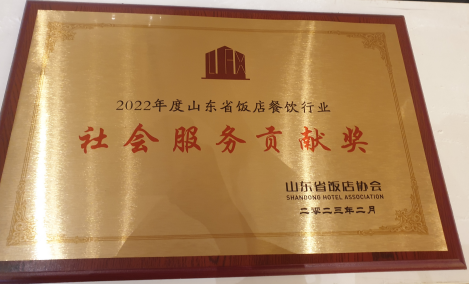 2022年度山东省饭店餐饮行业
社会服务贡献奖
山东省饭店协会
SHANDONG HOTEL ASSOCIATION
二零二三年二月